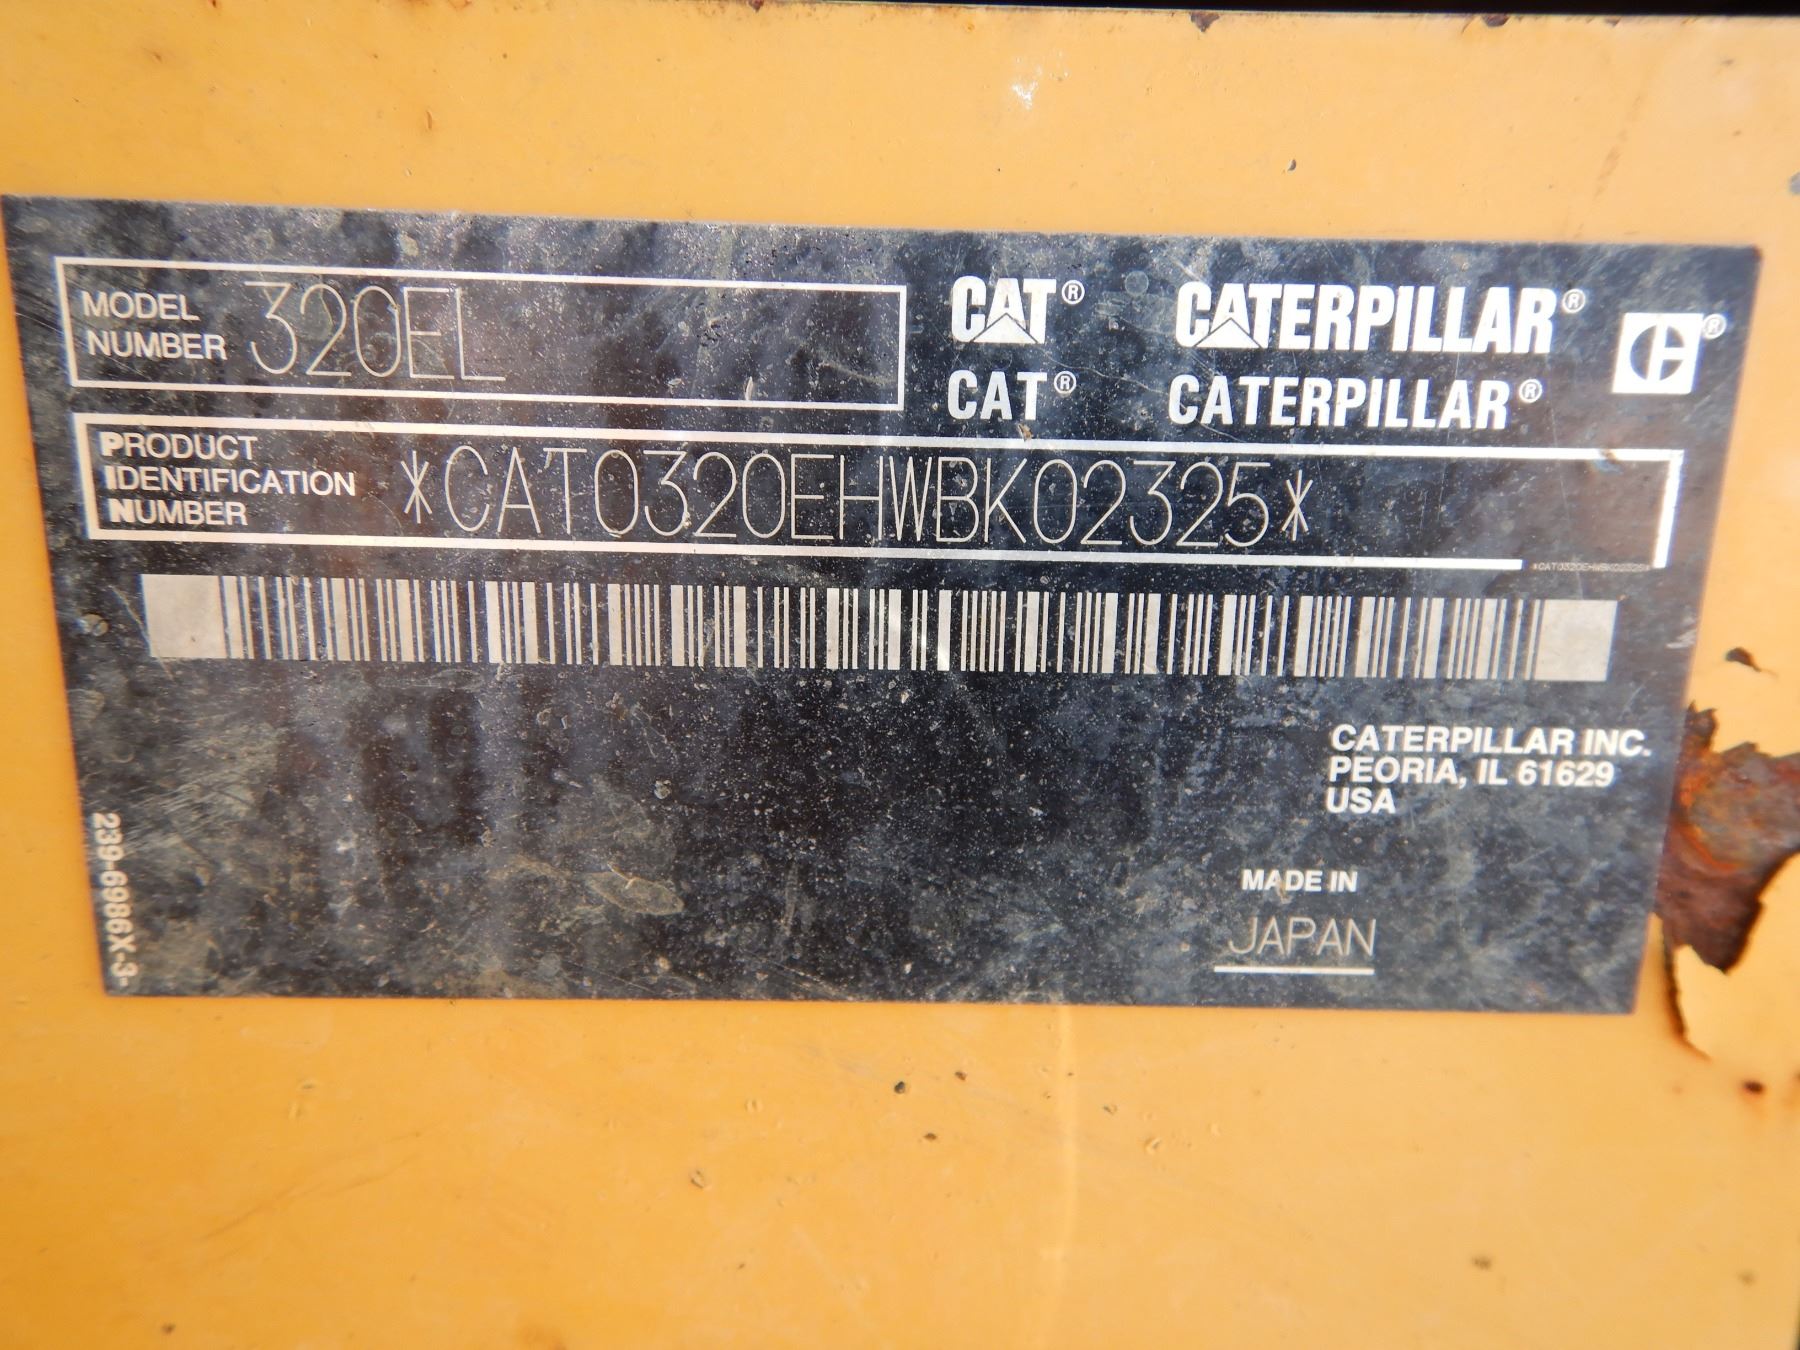 MODEL
NUMBER 320EL
CAT® CATERPILLAR®
CAT® CATERPILLAR®
PRODUCT
IDENTIFICATION
NUMBER *CAT0320EHWBK02325*
*CAT0320EHWBK02325*
CATERPILLAR INC.
PEORIA, IL 61629
USA
MADE IN
JAPAN
239-6986X-3-